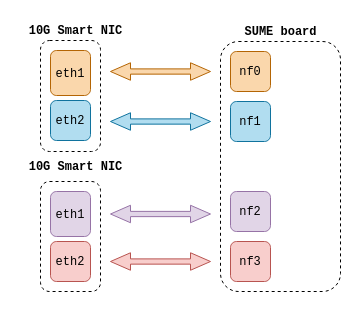 10G Smart NIC
SUME board
eth1
nf0
eth2
nf1
10G Smart NIC
eth1
nf2
eth2
nf3